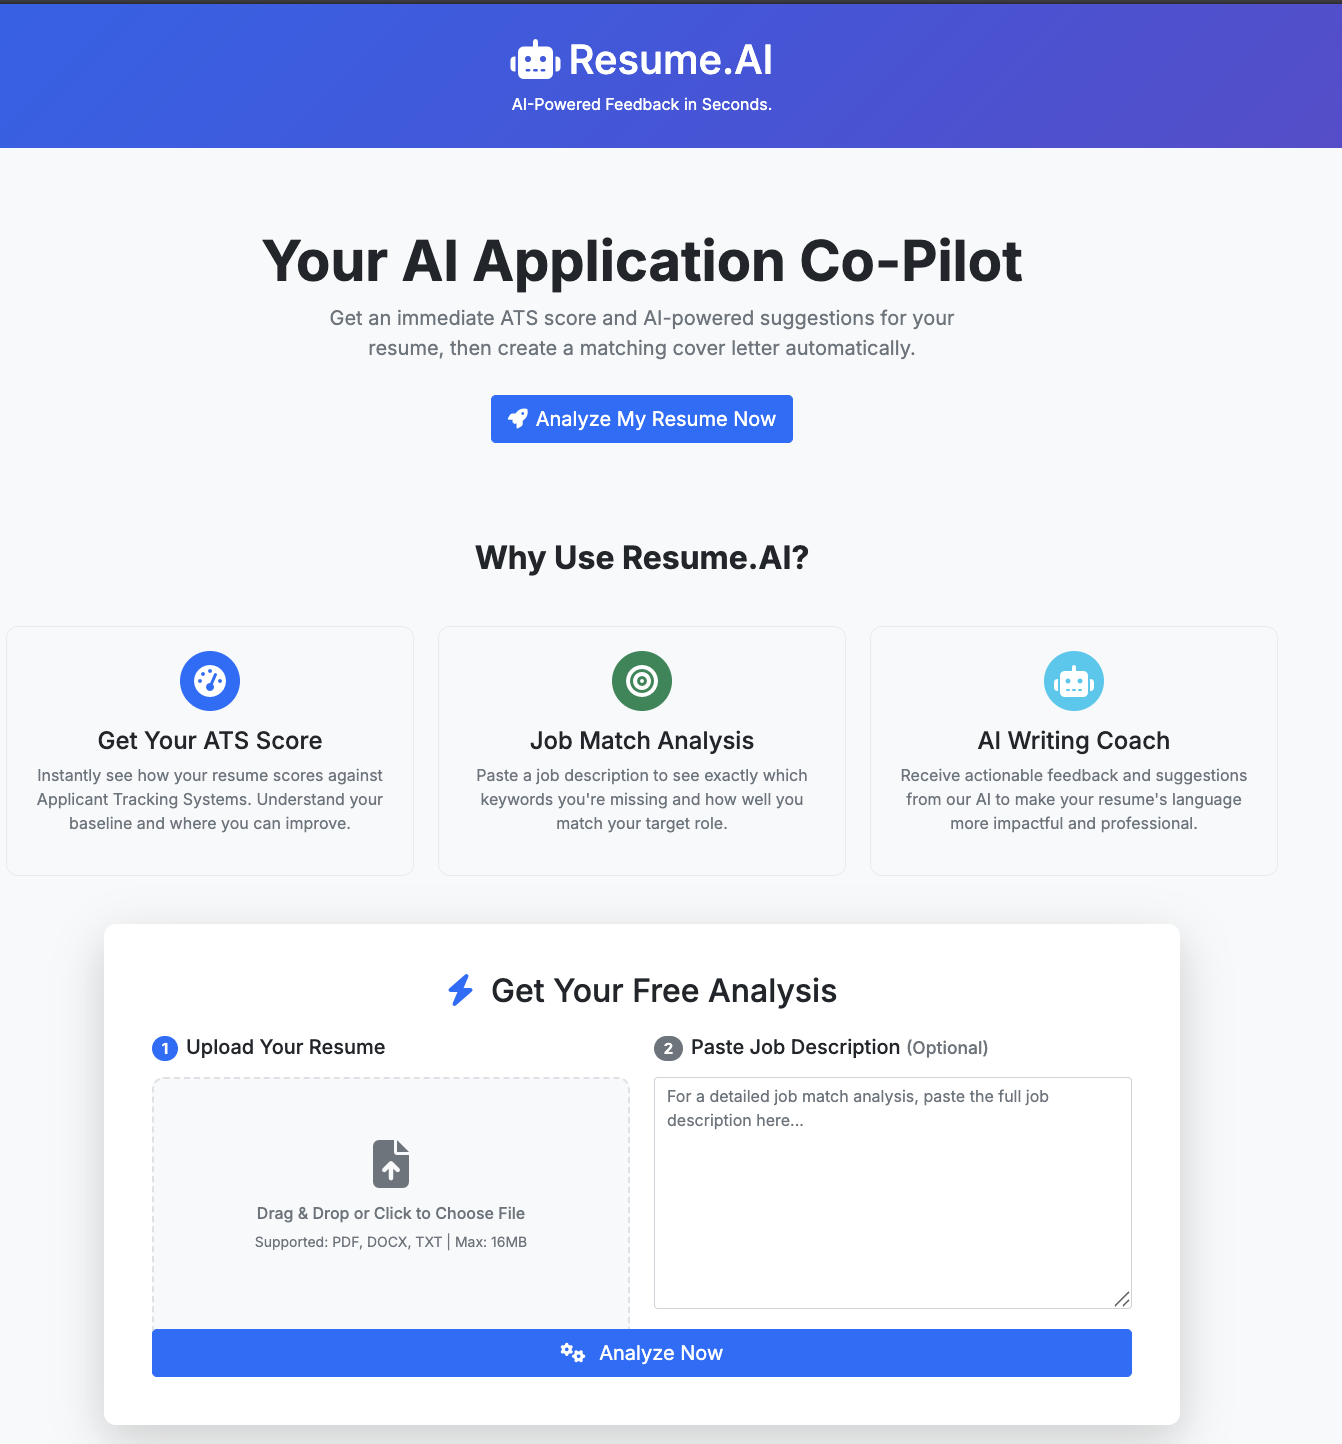 Resume.AI
AI-Powered Feedback in Seconds.
Your AI Application Co-Pilot
Get an immediate ATS score and AI-powered suggestions for your
resume, then create a matching cover letter automatically.
Analyze My Resume Now
Why Use Resume.AI?
Get Your ATS Score
Instantly see how your resume scores against
Applicant Tracking Systems. Understand your
baseline and where you can improve.
Job Match Analysis
Paste a job description to see exactly which
keywords you're missing and how well you
match your target role.
AI Writing Coach
Receive actionable feedback and suggestions
from our AI to make your resume's language
more impactful and professional.
Get Your Free Analysis
1 Upload Your Resume
Drag & Drop or Click to Choose File
Supported: PDF, DOCX, TXT | Max: 16MB
2 Paste Job Description (Optional)
For a detailed job match analysis, paste the full job
description here...
Analyze Now